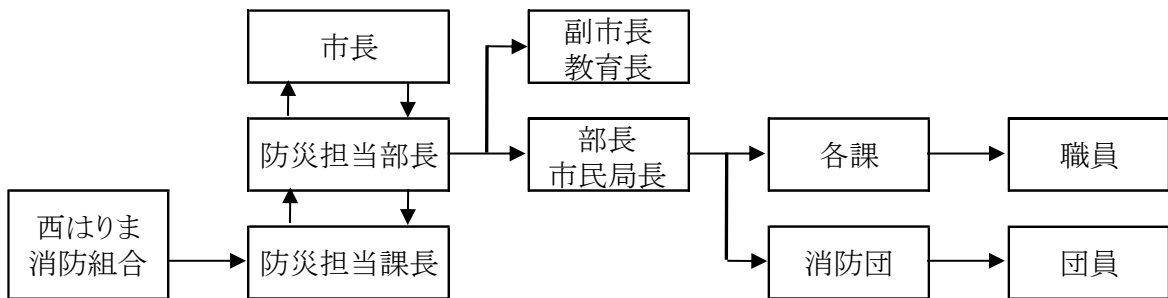 市長
副市長
教育長
防災担当部長
部長
市民局長
各課
職員
西はりま
消防組合
防災担当課長
消防団
団員